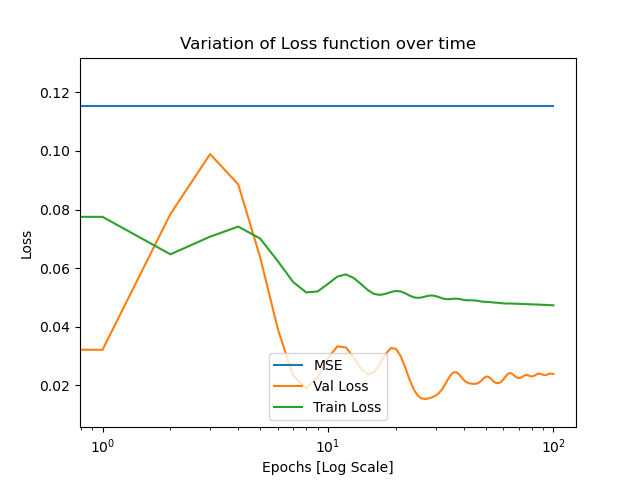 Variation of Loss function over time
Loss
0.12
0.10
0.08
0.06
0.04
0.02
MSE
Val Loss
Train Loss
10⁰
10¹
10²
Epochs [Log Scale]